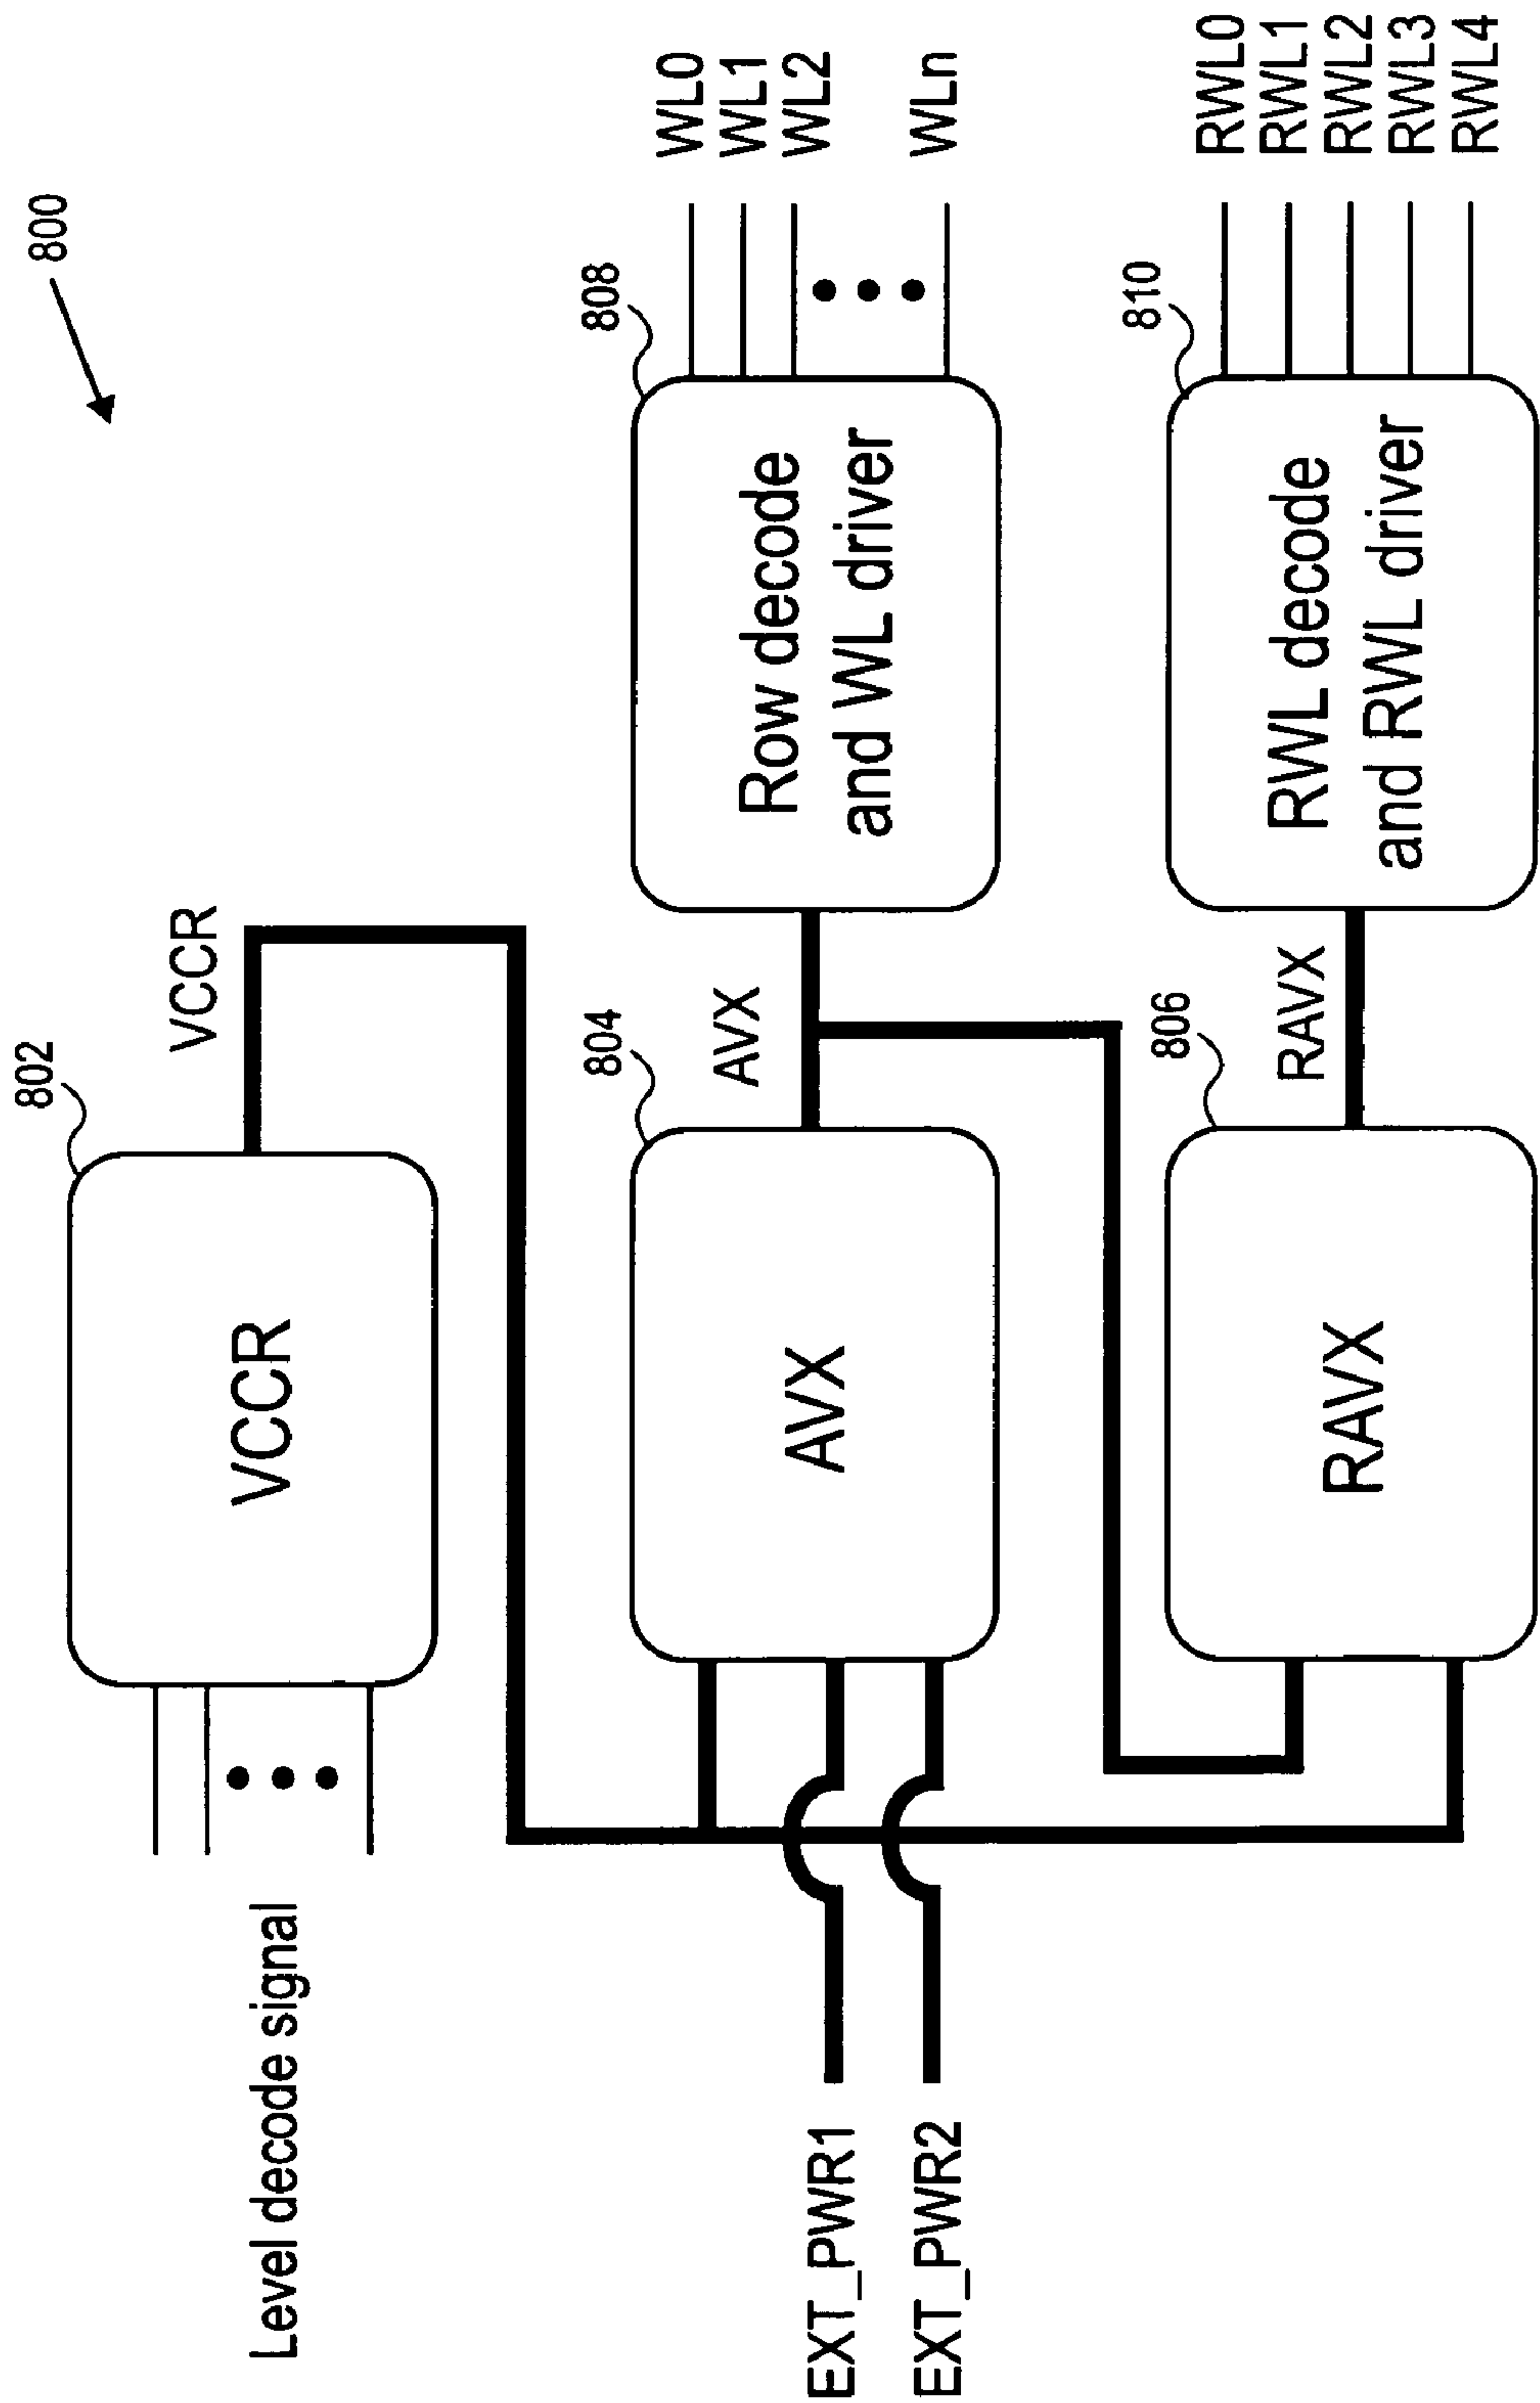 800
802
VCCR
VCCR
Level decode signal
804
AVX
AVX
EXT_PWR1
EXT_PWR2
808
Row decode
and WL driver
WL0
WL1
WL2
WLn
806
RAVX
RAVX
810
RWL decode
and RWL driver
RWL0
RWL1
RWL2
RWL3
RWL4